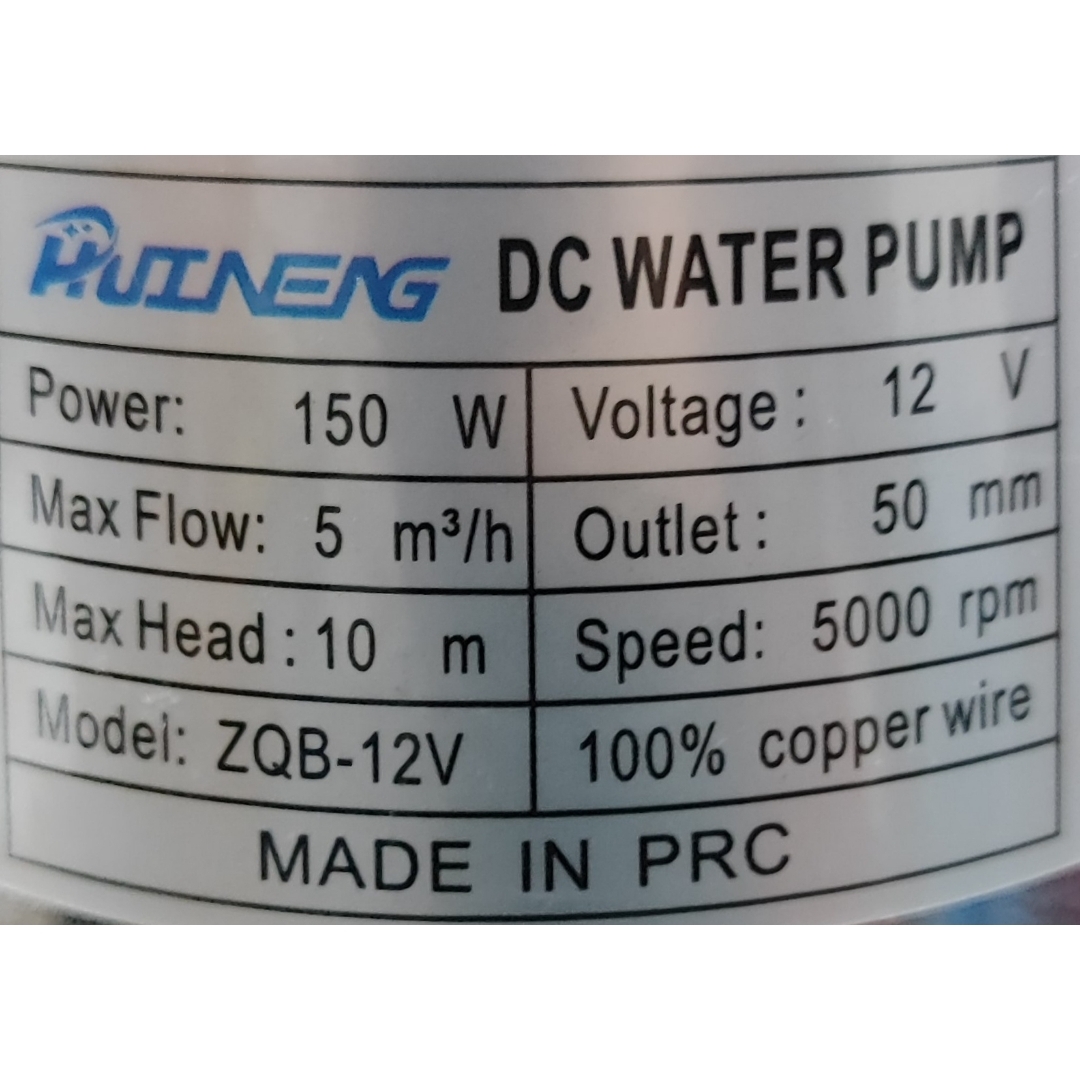 HUINENG DC WATER PUMP
Power: 150 W Voltage : 12 V
Max Flow: 5 m³/h Outlet : 50 mm
Max Head : 10 m Speed: 5000 rpm
Model: ZQB-12V 100% copper wire
MADE IN PRC